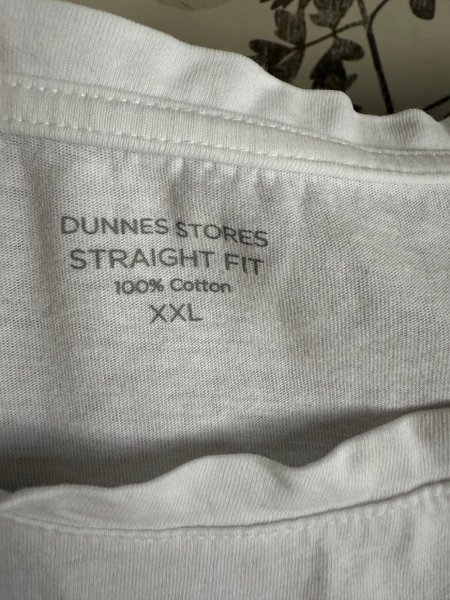 DUNNES STORES
STRAIGHT FIT
100% Cotton
XXL